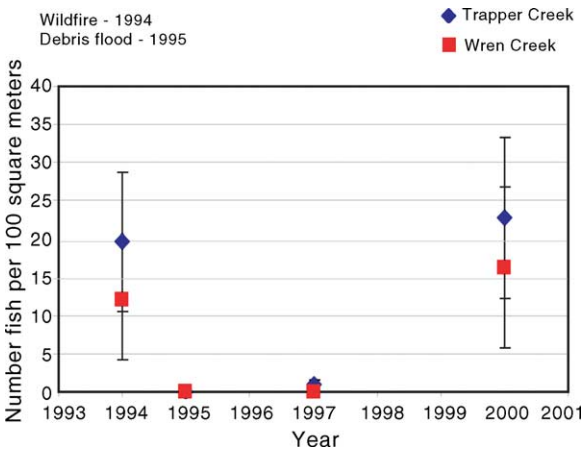 Wildfire - 1994
Debris flood - 1995
Trapper Creek
Wren Creek
Number fish per 100 square meters
40
35
30
25
20
15
10
5
0
1993 1994 1995 1996 1997 1998 1999 2000 2001
Year